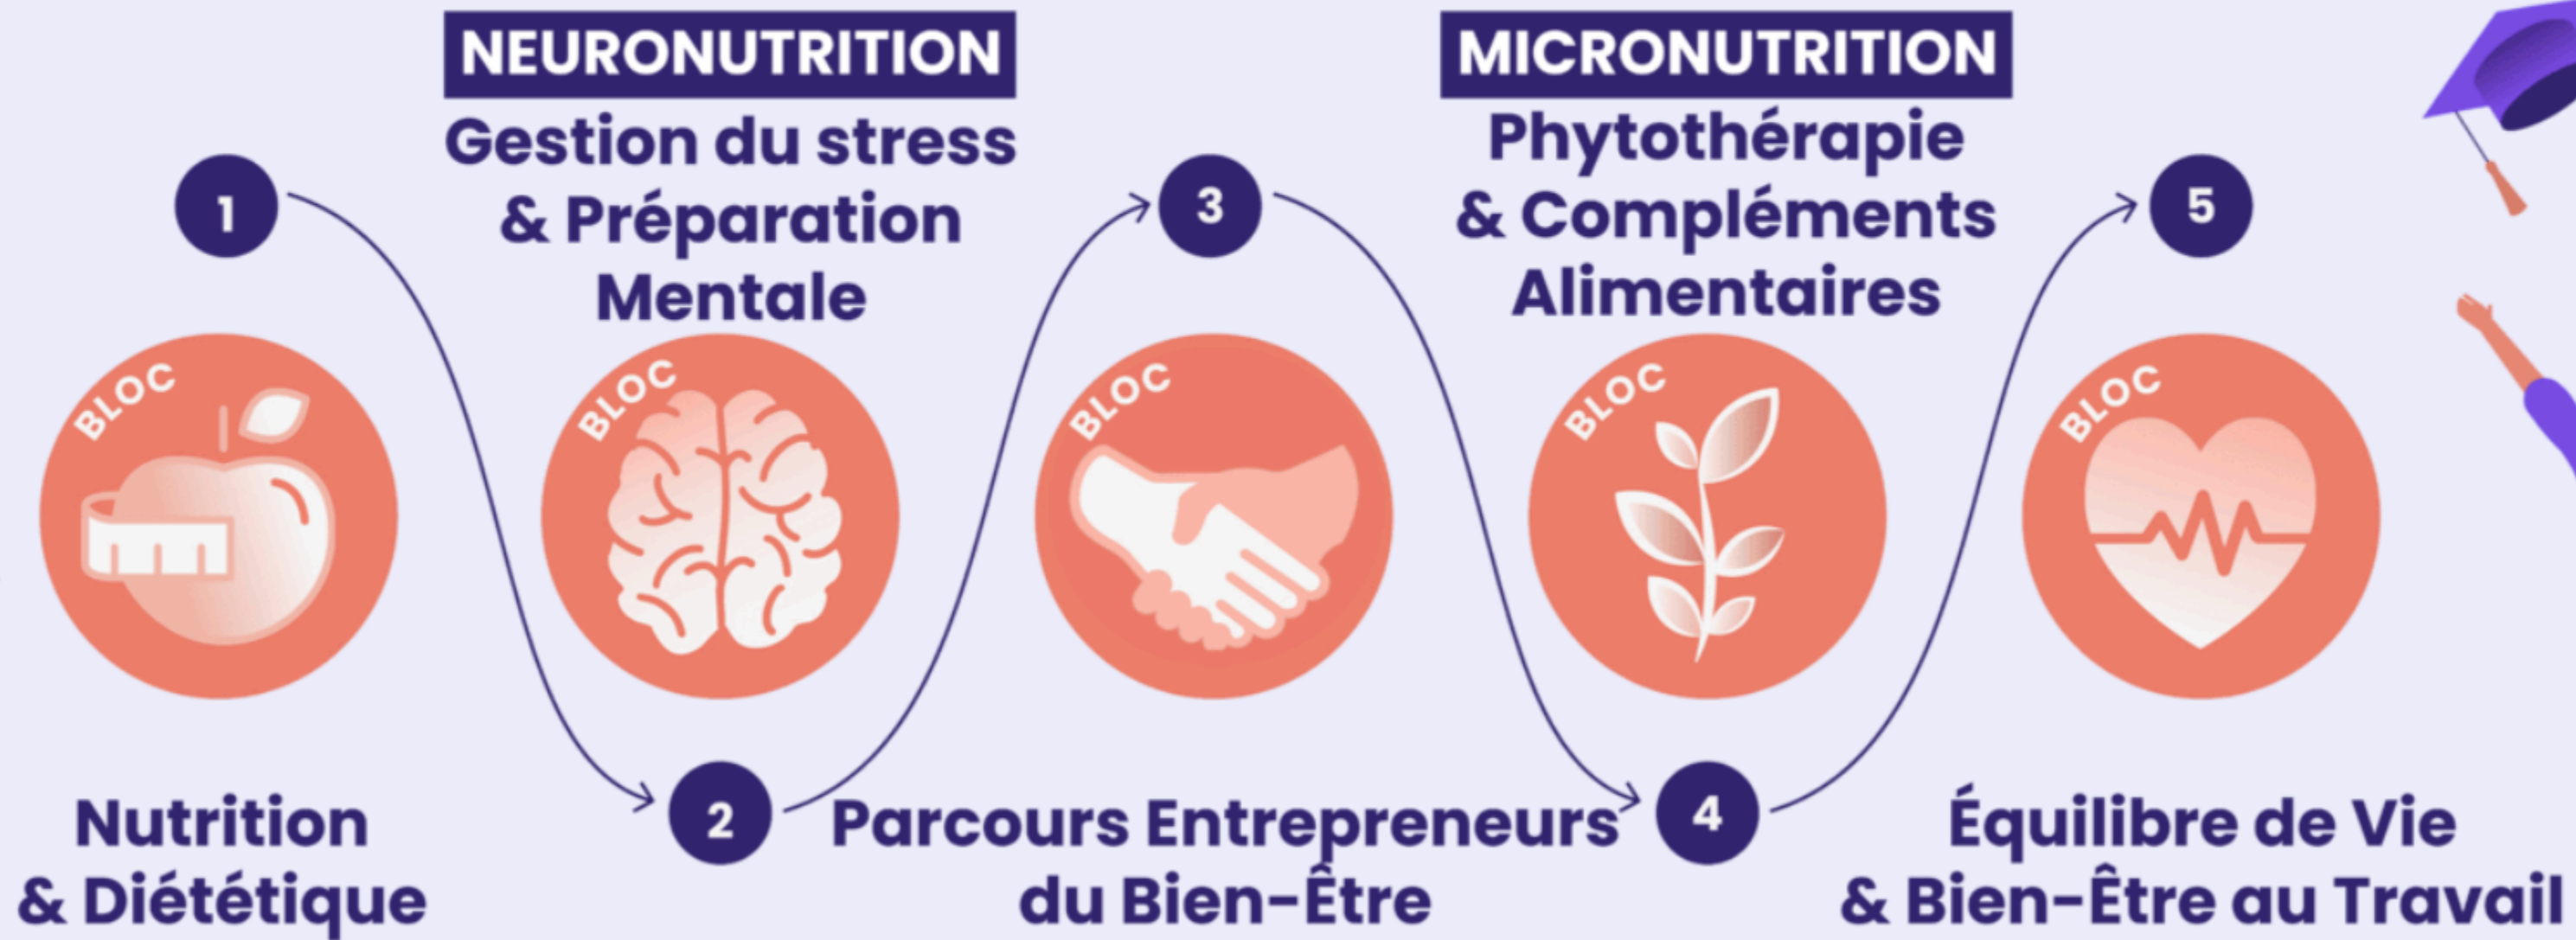 1
BLOC
Nutrition
& Diététique
NEURONUTRITION
Gestion du stress
& Préparation
Mentale
BLOC
2
3
BLOC
Parcours Entrepreneurs
du Bien-Être
MICRONUTRITION
Phytothérapie
& Compléments
Alimentaires
BLOC
4
5
BLOC
Équilibre de Vie
& Bien-Être au Travail